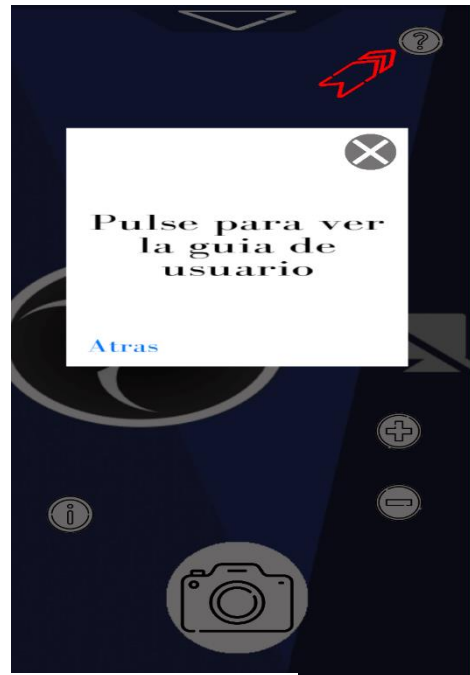 ?
Pulse para ver
la guia de
usuario
Atras
i